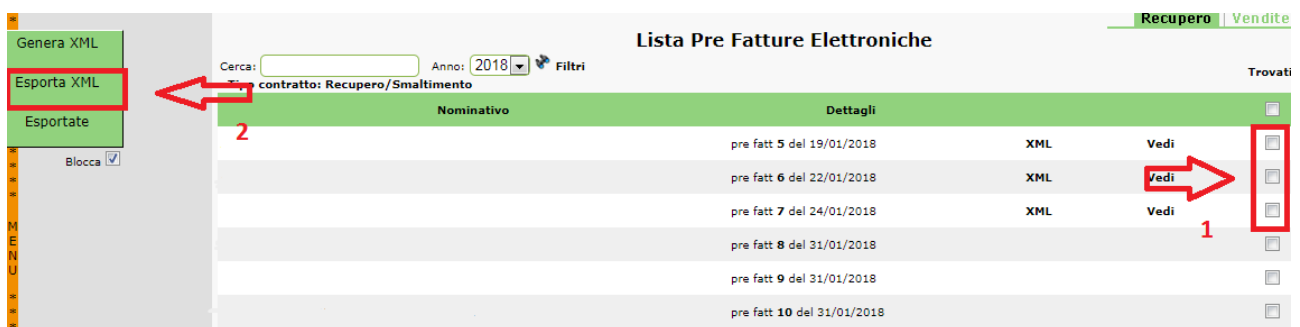 Recupero Vendite
Genera XML
Lista Pre Fatture Elettroniche
Cerca: Anno: 2018 Filtri
Esporta XML
Tipo contratto: Recupero/Smaltimento
Trovati
Nominativo Dettagli
Esportate
2
pre fatt 5 del 19/01/2018 XML Vedi
Blocca
pre fatt 6 del 22/01/2018 XML Vedi
pre fatt 7 del 24/01/2018 XML Vedi
1
MENU
pre fatt 8 del 31/01/2018
pre fatt 9 del 31/01/2018
pre fatt 10 del 31/01/2018